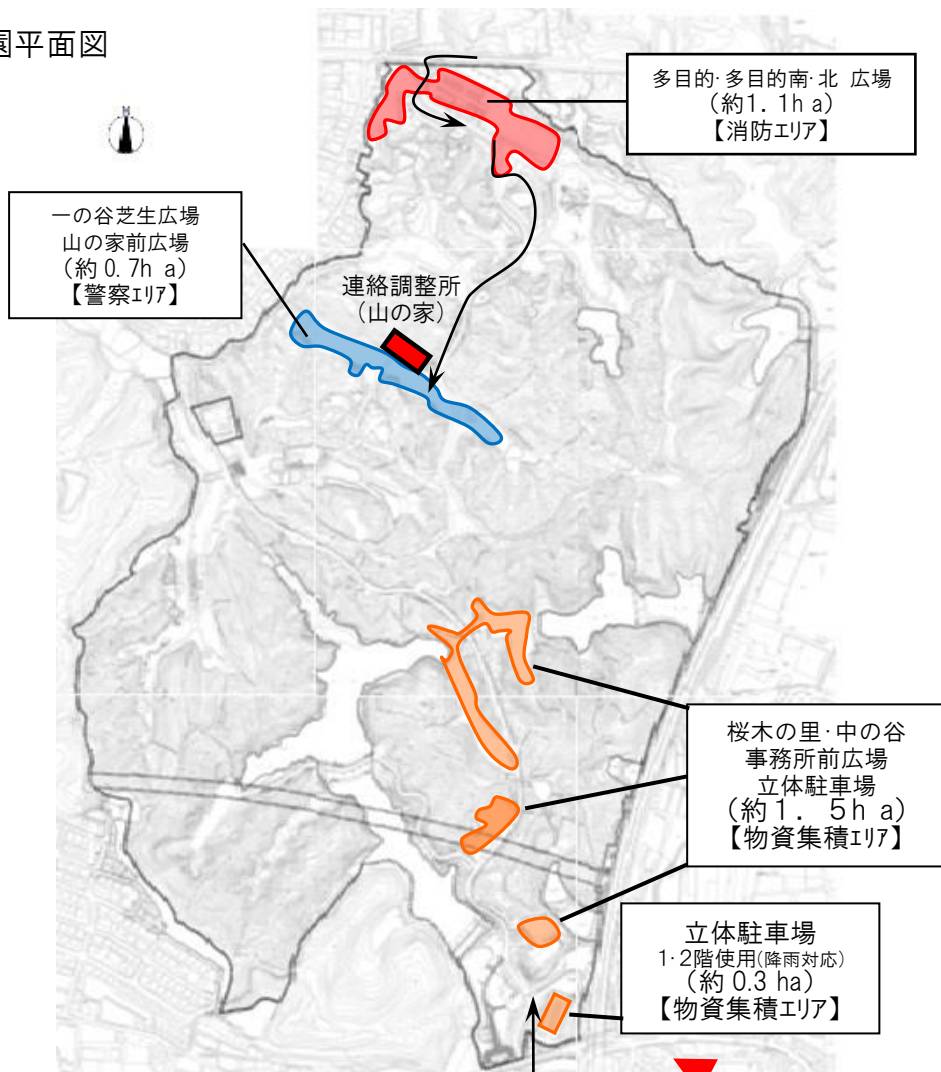 園平面図
N
多目的・多目的南・北 広場
（約1．1ｈａ）
【消防ｴﾘｱ】
一の谷芝生広場
山の家前広場
（約 0.7ｈａ）
【警察ｴﾘｱ】
連絡調整所
（山の家）
桜木の里・中の谷
事務所前広場
立体駐車場
（約１．５ｈａ）
【物資集積ｴﾘｱ】
立体駐車場
1・2階使用(降雨対応)
（約 0.3 ha）
【物資集積ｴﾘｱ】